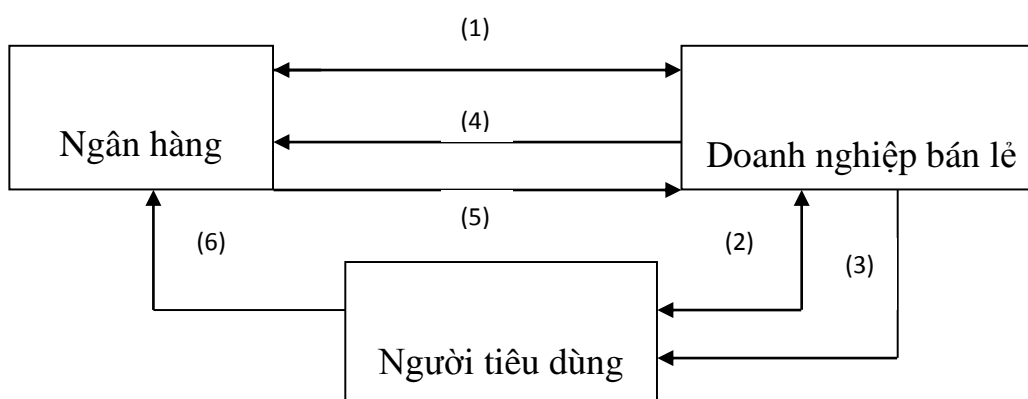 (1)
Ngân hàng
(4)
Doanh nghiệp bán lẻ
(5)
(6)
(2)
(3)
Người tiêu dùng